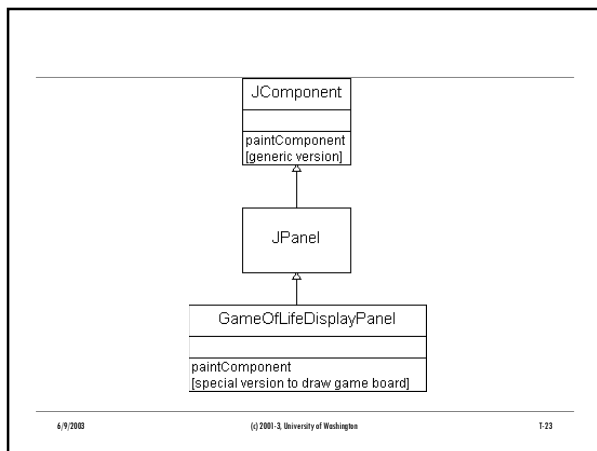 JComponent
paintComponent
[generic version]
JPanel
GameOfLifeDisplayPanel
paintComponent
[special version to draw game board]
6/9/2003 (c) 2001-3, University of Washington T-23